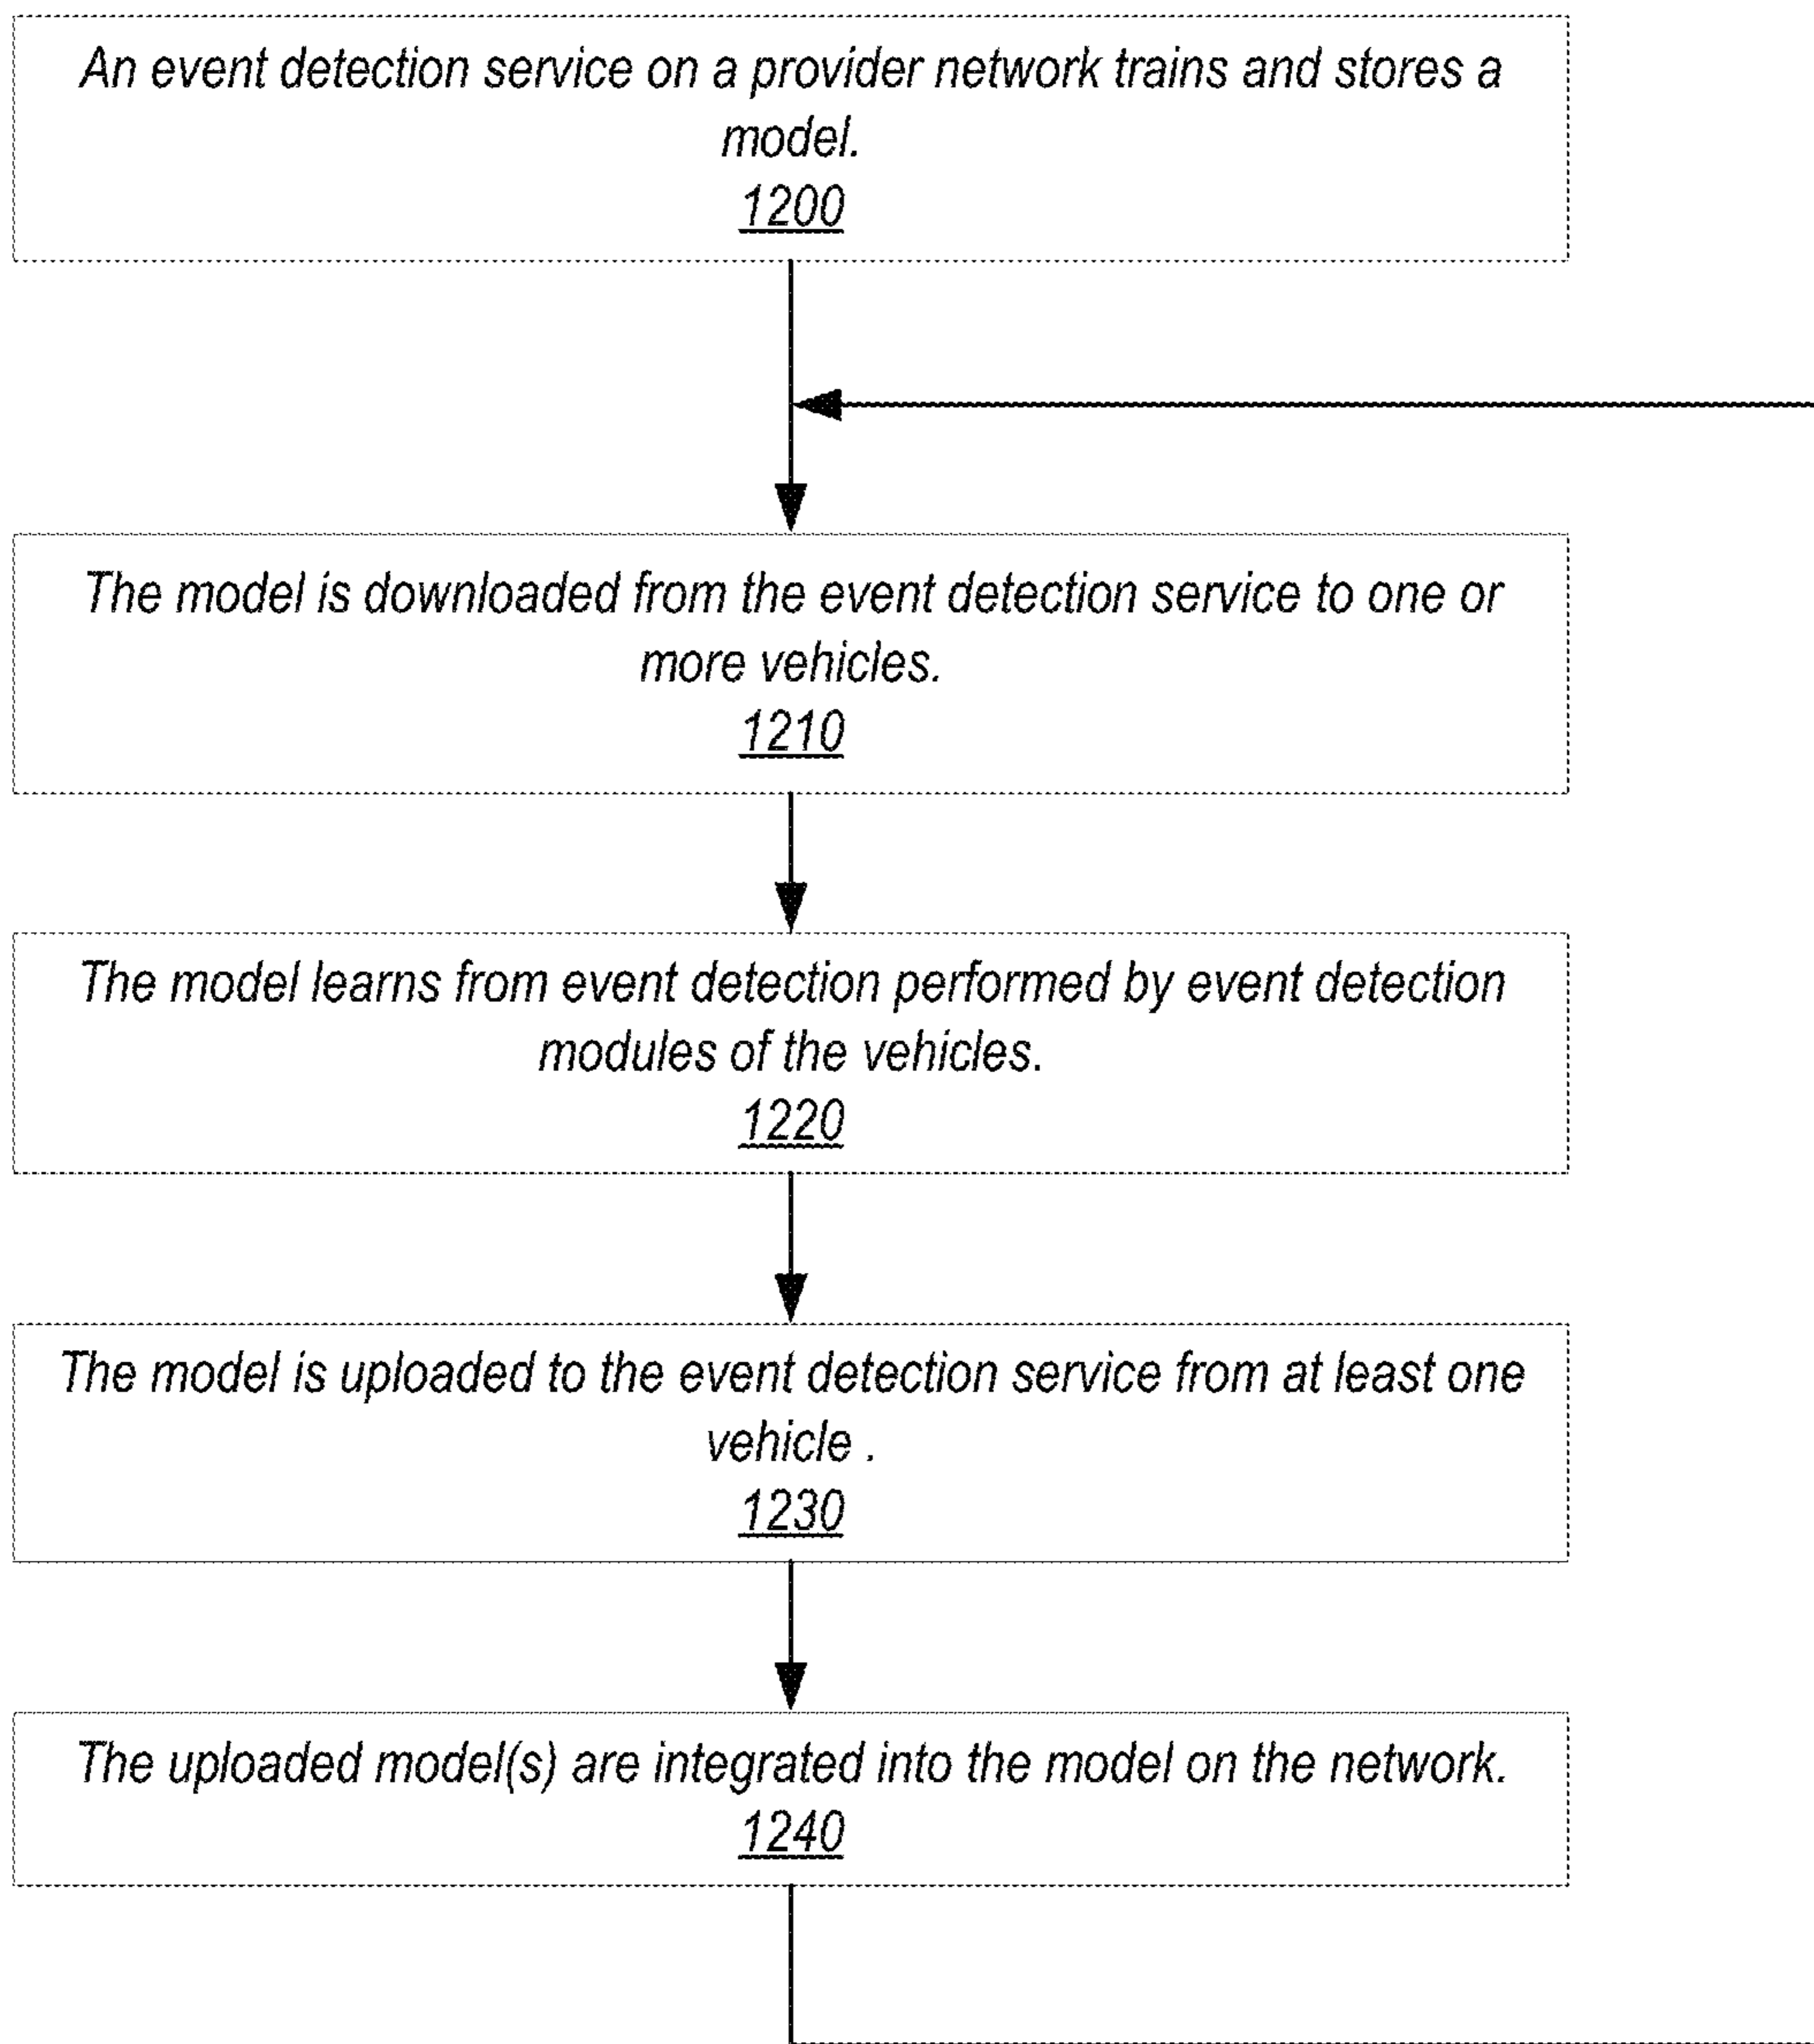 An event detection service on a provider network trains and stores a
model.
1200
The model is downloaded from the event detection service to one or
more vehicles.
1210
The model learns from event detection performed by event detection
modules of the vehicles.
1220
The model is uploaded to the event detection service from at least one
vehicle .
1230
The uploaded model(s) are integrated into the model on the network.
1240